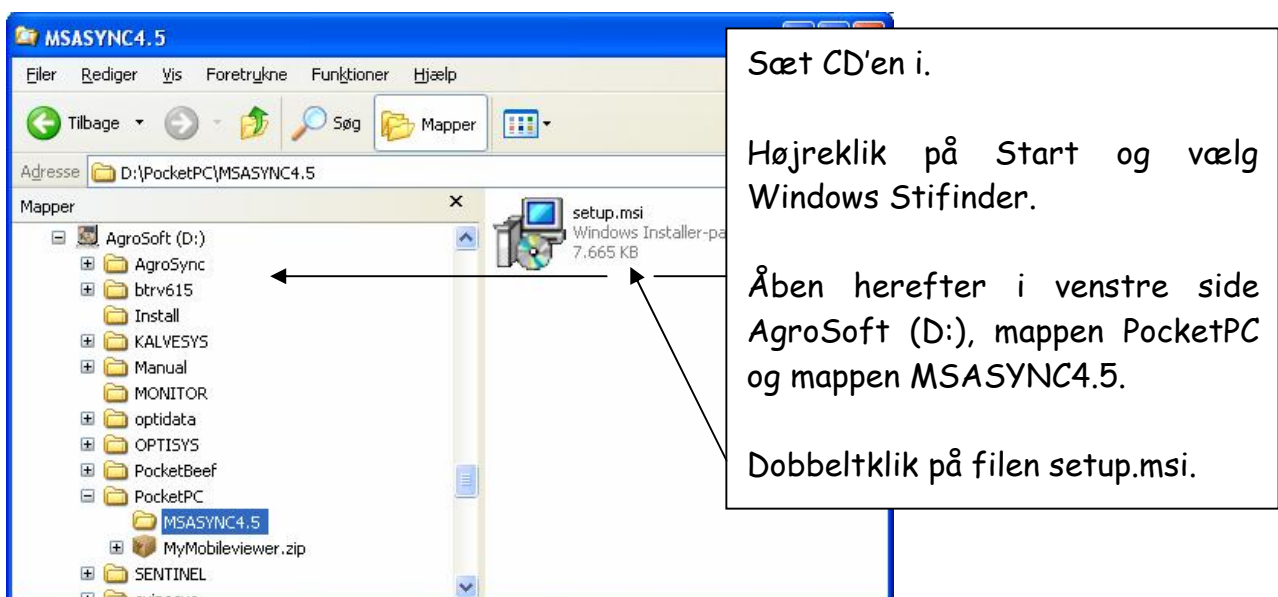 MSASYNC4.5
Filer Rediger Vis Foretrukne Funktioner Hjælp
Tilbage Søg Mapper
Adresse D:\PocketPC\MSASYNC4.5
Mapper
AgroSoft (D:)
AgroSync
btrv615
Install
KALVESYS
Manual
MONITOR
optidata
OPTISYS
PocketBeef
PocketPC
MSASYNC4.5
MyMobileviewer.zip
SENTINEL
setup.msi
Windows Installer-pa
7.665 KB
Sæt CD'en i.
Højreklik på Start og vælg
Windows Stifinder.
Åben herefter i venstre side
AgroSoft (D:), mappen PocketPC
og mappen MSASYNC4.5.
Dobbeltklik på filen setup.msi.